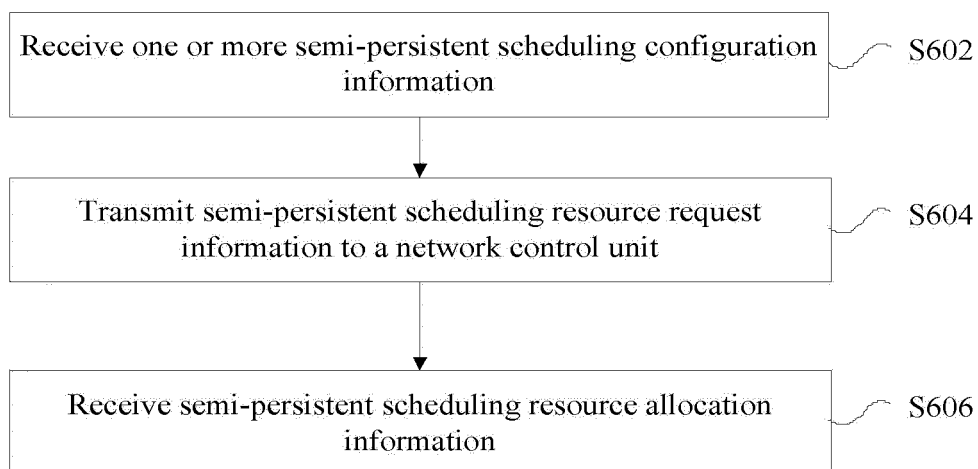 Receive one or more semi-persistent scheduling configuration
information
S602
Transmit semi-persistent scheduling resource request
information to a network control unit
S604
Receive semi-persistent scheduling resource allocation
information
S606